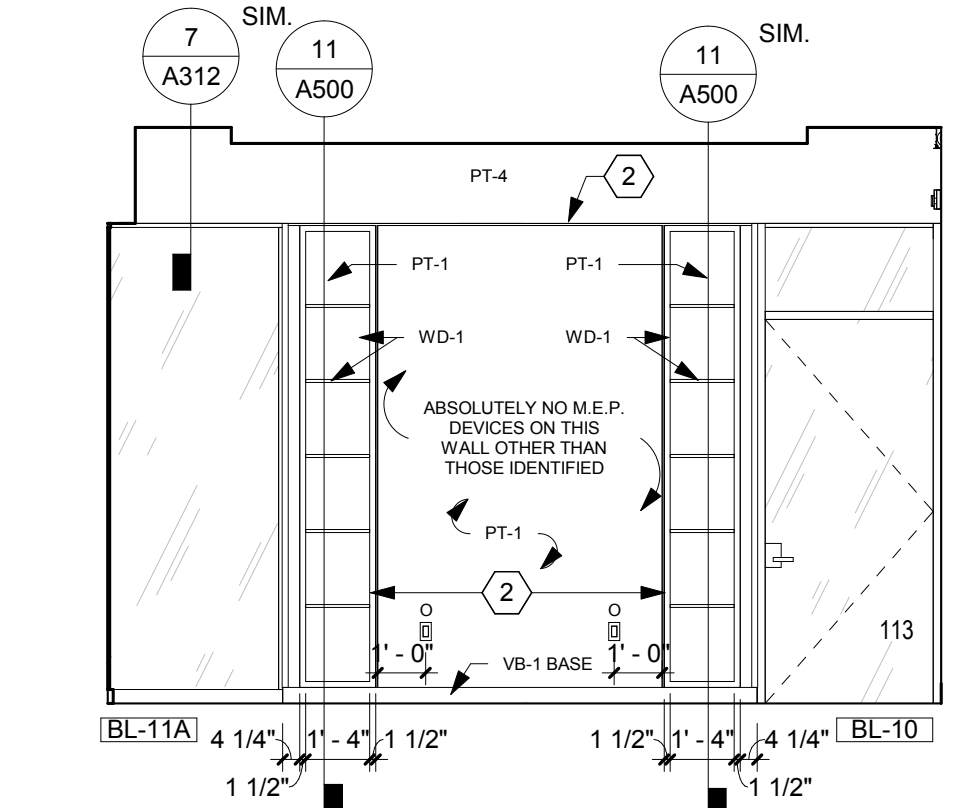 SIM.
7
A312
11
A500
SIM.
11
A500
PT-4
2
PT-1
PT-1
WD-1
WD-1
ABSOLUTELY NO M.E.P.
DEVICES ON THIS
WALL OTHER THAN
THOSE IDENTIFIED
PT-1
2
O
O
113
1' - 0"
1' - 0"
VB-1 BASE
BL-11A
BL-10
4 1/4"
1' - 4"
1 1/2"
1 1/2"
1' - 4"
4 1/4"
1 1/2"
1 1/2"